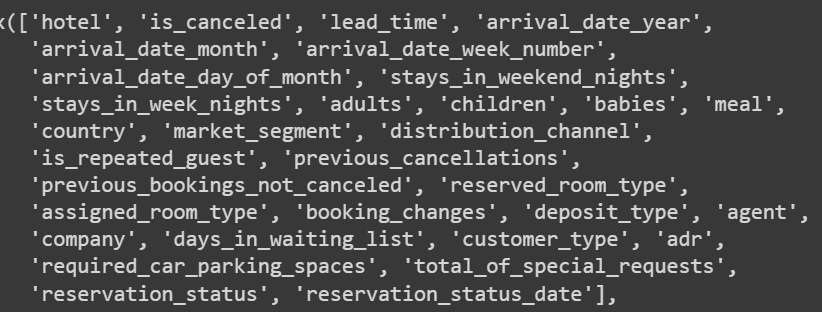 x(['hotel', 'is_canceled', 'lead_time', 'arrival_date_year',
'arrival_date_month', 'arrival_date_week_number',
'arrival_date_day_of_month', 'stays_in_weekend_nights',
'stays_in_week_nights', 'adults', 'children', 'babies', 'meal',
'country', 'market_segment', 'distribution_channel',
'is_repeated_guest', 'previous_cancellations',
'previous_bookings_not_canceled', 'reserved_room_type',
'assigned_room_type', 'booking_changes', 'deposit_type', 'agent',
'company', 'days_in_waiting_list', 'customer_type', 'adr',
'required_car_parking_spaces', 'total_of_special_requests',
'reservation_status', 'reservation_status_date'],